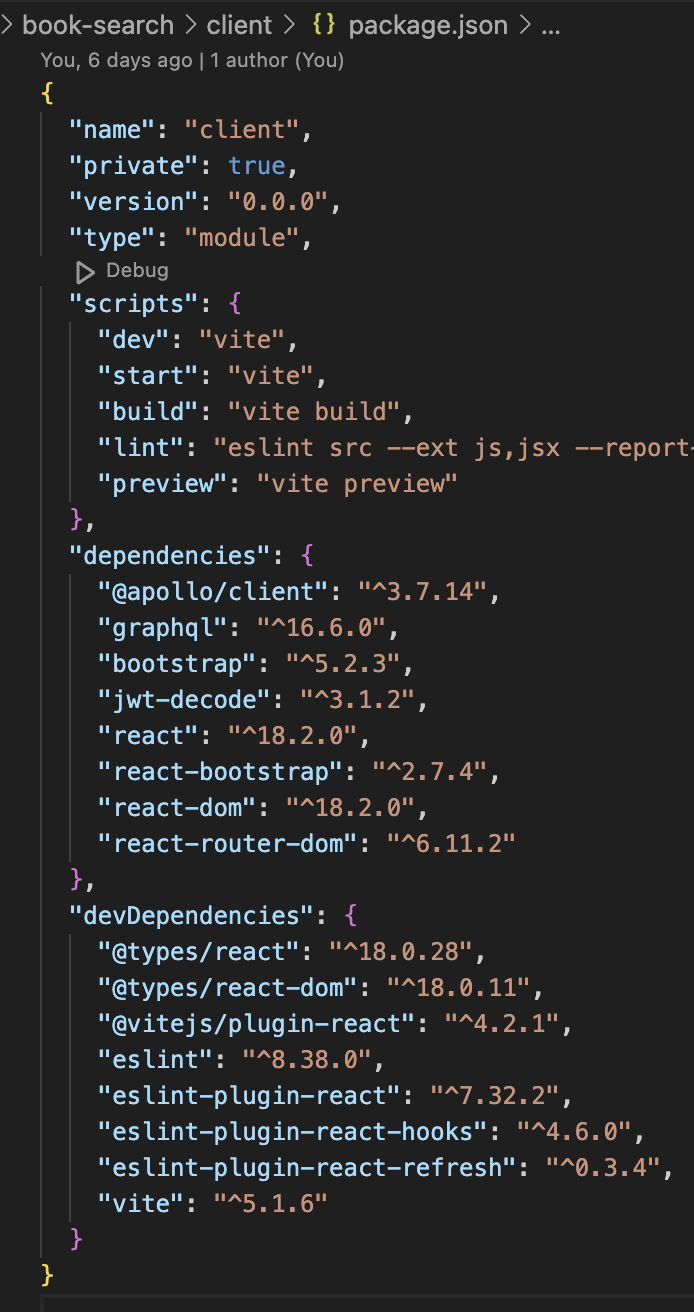 > book-search > client > {} package.json > ...
You, 6 days ago | 1 author (You)
{
"name": "client",
"private": true,
"version": "0.0.0",
"type": "module",
Debug
"scripts": {
"dev": "vite",
"start": "vite",
"build": "vite build",
"lint": "eslint src --ext js,jsx --report-
"preview": "vite preview"
},
"dependencies": {
"@apollo/client": "^3.7.14",
"graphql": "^16.6.0",
"bootstrap": "^5.2.3",
"jwt-decode": "^3.1.2",
"react": "^18.2.0",
"react-bootstrap": "^2.7.4",
"react-dom": "^18.2.0",
"react-router-dom": "^6.11.2"
},
"devDependencies": {
"@types/react": "^18.0.28",
"@types/react-dom": "^18.0.11",
"@vitejs/plugin-react": "^4.2.1",
"eslint": "^8.38.0",
"eslint-plugin-react": "^7.32.2",
"eslint-plugin-react-hooks": "^4.6.0",
"eslint-plugin-react-refresh": "^0.3.4",
"vite": "^5.1.6"
}
}